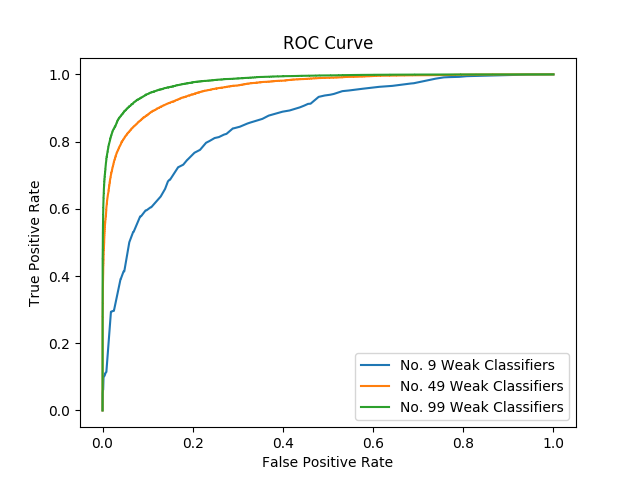 ROC Curve
True Positive Rate
1.0
0.8
0.6
0.4
0.2
0.0
No. 9 Weak Classifiers
No. 49 Weak Classifiers
No. 99 Weak Classifiers
0.0 0.2 0.4 0.6 0.8 1.0
False Positive Rate